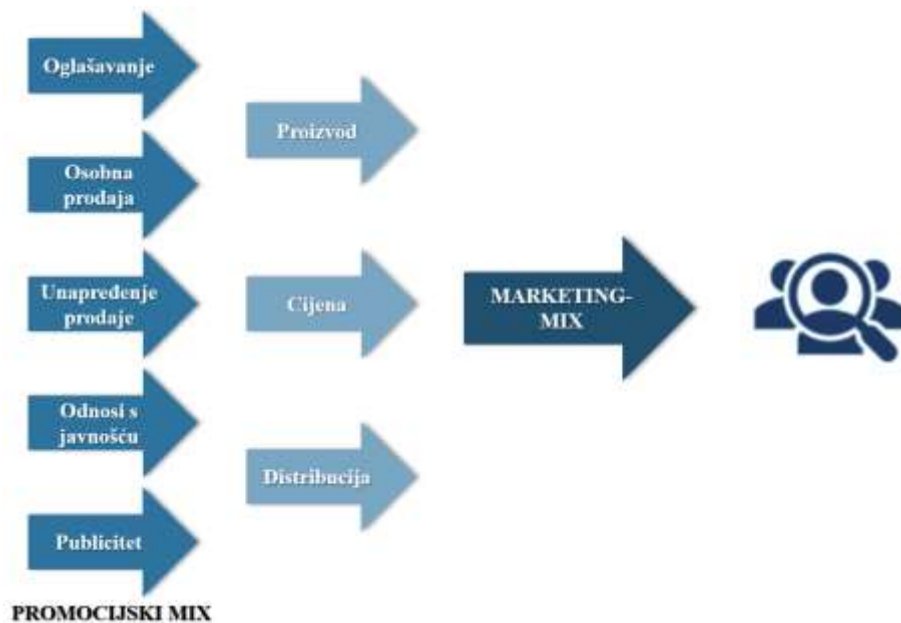 Oglašavanje
Osobna
prodaja
Unapređenje
prodaje
Odnosi s
javnošću
Publicitet
PROMOCIJSKI MIX
Proizvod
Cijena
Distribucija
MARKETING-
MIX